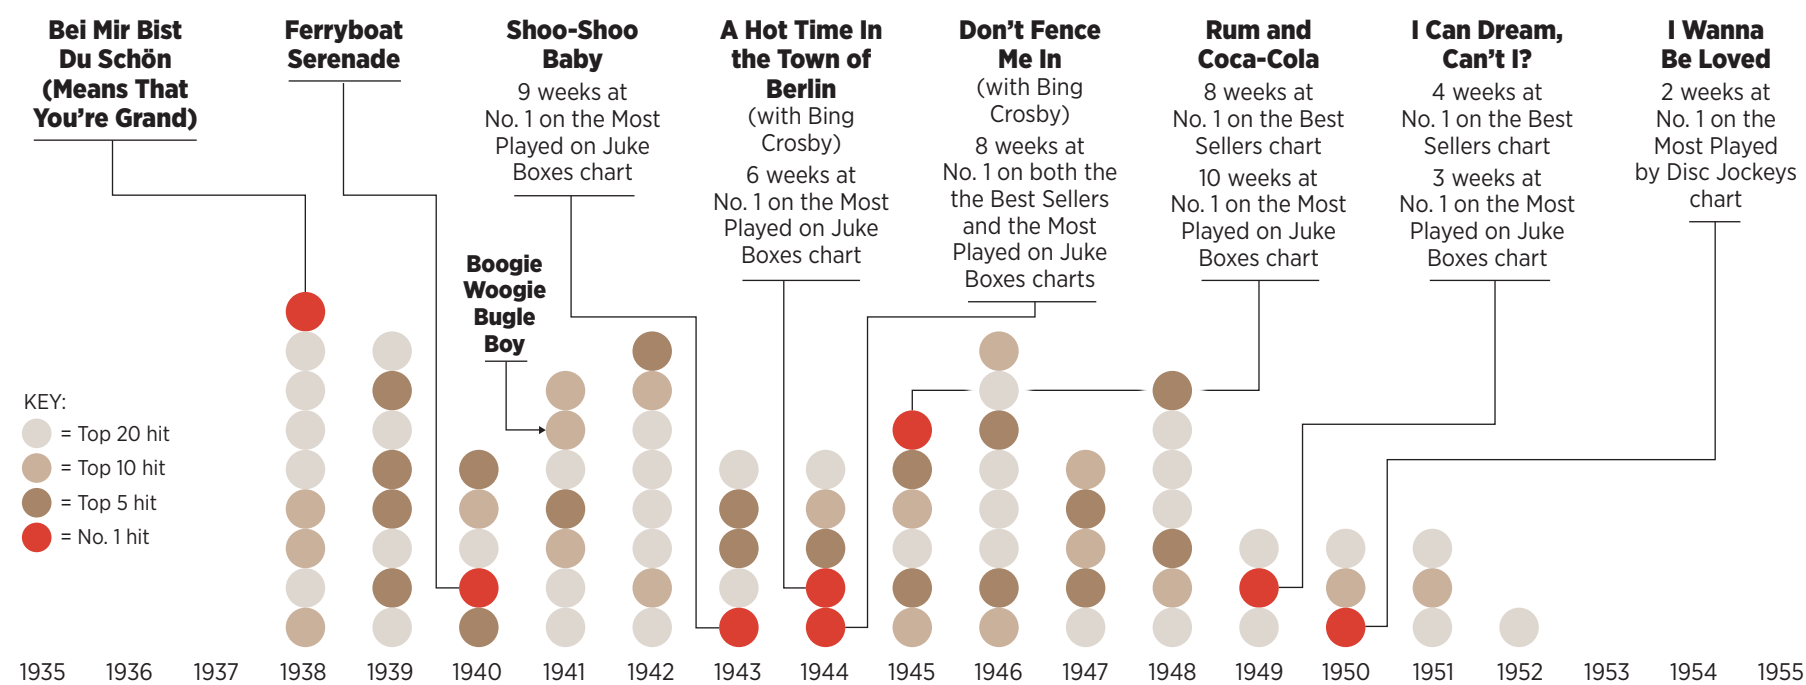 Bei Mir Bist
Du Schön
(Means That
You’re Grand)
Ferryboat
Serenade
Boogie
Woogie
Bugle
Boy
Shoo-Shoo
Baby
9 weeks at
No. 1 on the Most
Played on Juke
Boxes chart
A Hot Time In
the Town of
Berlin
(with Bing
Crosby)
6 weeks at
No. 1 on the Most
Played on Juke
Boxes chart
Don’t Fence
Me In
(with Bing
Crosby)
8 weeks at
No. 1 on both the
the Best Sellers
and the Most
Played on Juke
Boxes charts
Rum and
Coca-Cola
8 weeks at
No. 1 on the Best
Sellers chart
10 weeks at
No. 1 on the Most
Played on Juke
Boxes chart
I Can Dream,
Can’t I?
4 weeks at
No. 1 on the Best
Sellers chart
3 weeks at
No. 1 on the Most
Played on Juke
Boxes chart
I Wanna
Be Loved
2 weeks at
No. 1 on the
Most Played
by Disc Jockeys
chart
KEY:
= Top 20 hit
= Top 10 hit
= Top 5 hit
= No. 1 hit
1935 1936 1937 1938 1939 1940 1941 1942 1943 1944 1945 1946 1947 1948 1949 1950 1951 1952 1953 1954 1955